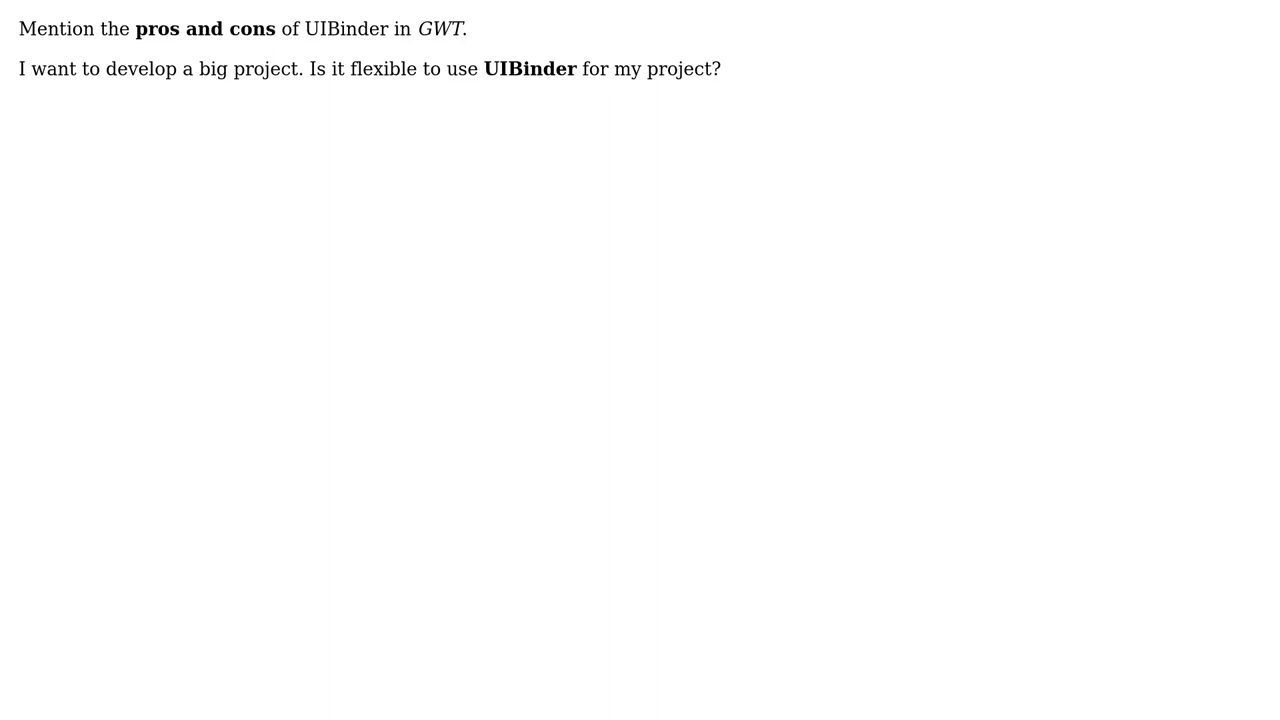 Mention the pros and cons of UIBinder in GWT.
I want to develop a big project. Is it flexible to use UIBinder for my project?